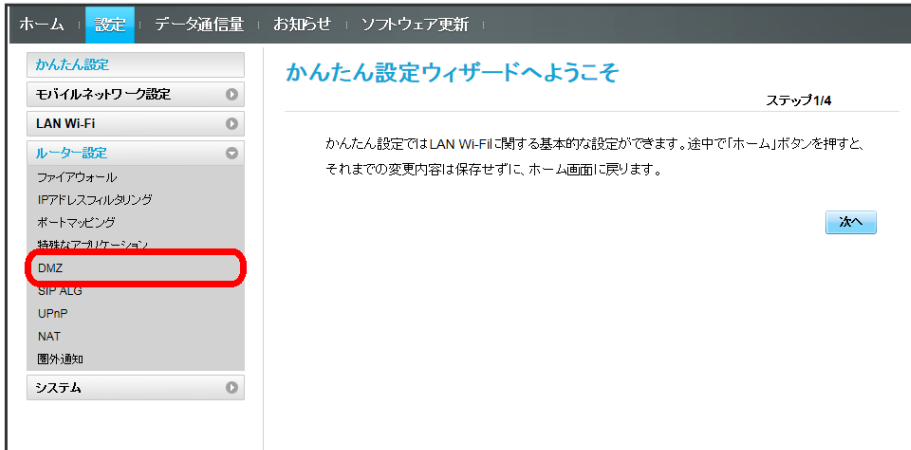 ホーム 設定 データ通信量 お知らせ ソフトウェア更新
かんたん設定
モバイルネットワーク設定
LAN Wi-Fi
ルーター設定
ファイアウォール
IPアドレスフィルタリング
ポートマッピング
特殊なアプリケーション
DMZ
SIP ALG
UPnP
NAT
圏外通知
システム
かんたん設定ウィザードへようこそ
ステップ1/4
かんたん設定ではLAN Wi-Fiに関する基本的な設定ができます。途中で「ホーム」ボタンを押すと、
それまでの変更内容は保存せずに、ホーム画面に戻ります。
次へ